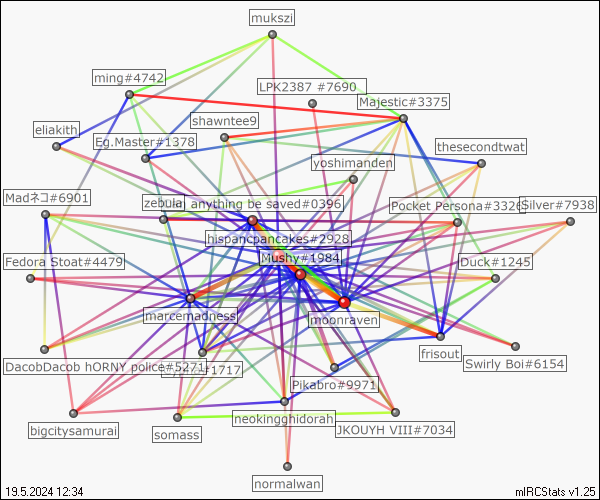 mukszi
ming#4742
LPK2387 #7690
Majestic#3375
shawntee9
eliakith
Eg.Master#1378
thesecondtwat
yoshimanden
Madネコ#6901
zebula
anything be saved#0396
Pocket Persona#3326
Silver#7938
hispancpancakes#2928
Mushy#1984
Fedora Stoat#4479
Duck#1245
marcemadness
moonraven
frisout
DacobDacob hORNY police#5271
#1717
Swirly Boi#6154
Pikabro#9971
bigcitysamurai
somass
neokingghidorah
JKOUYH VIII#7034
normalwan
19.5.2024 12:34
mIRCStats v1.25